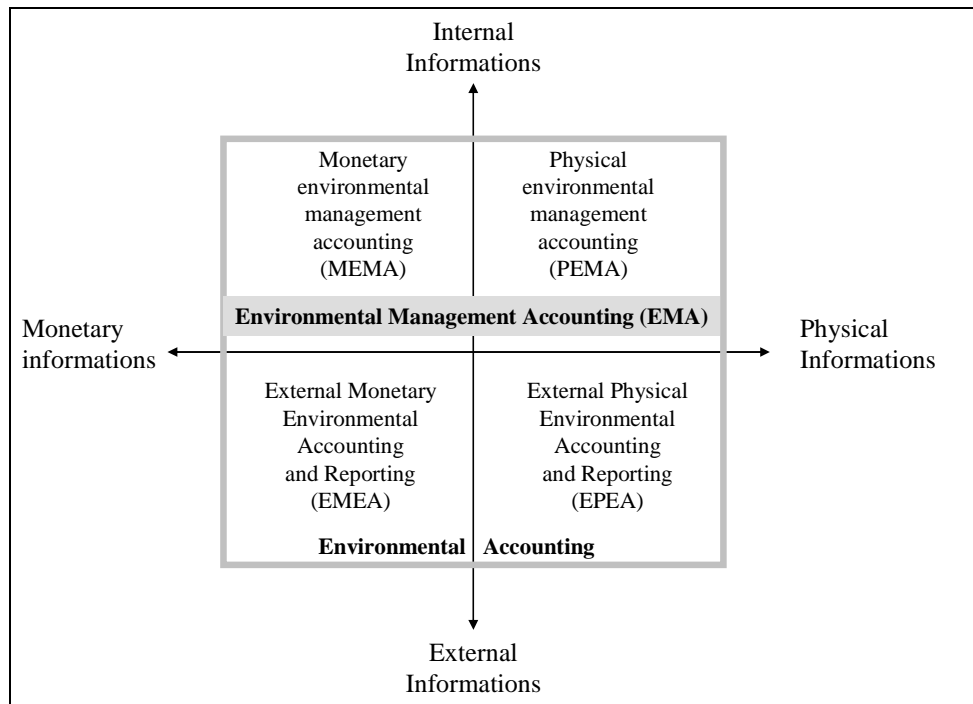 Internal
Informations
Monetary
environmental
management
accounting
(MEMA)
Physical
environmental
management
accounting
(PEMA)
Environmental Management Accounting (EMA)
Monetary
informations
Physical
Informations
External Monetary
Environmental
Accounting
and Reporting
(EMEA)
External Physical
Environmental
Accounting
and Reporting
(EPEA)
Environmental Accounting
External
Informations